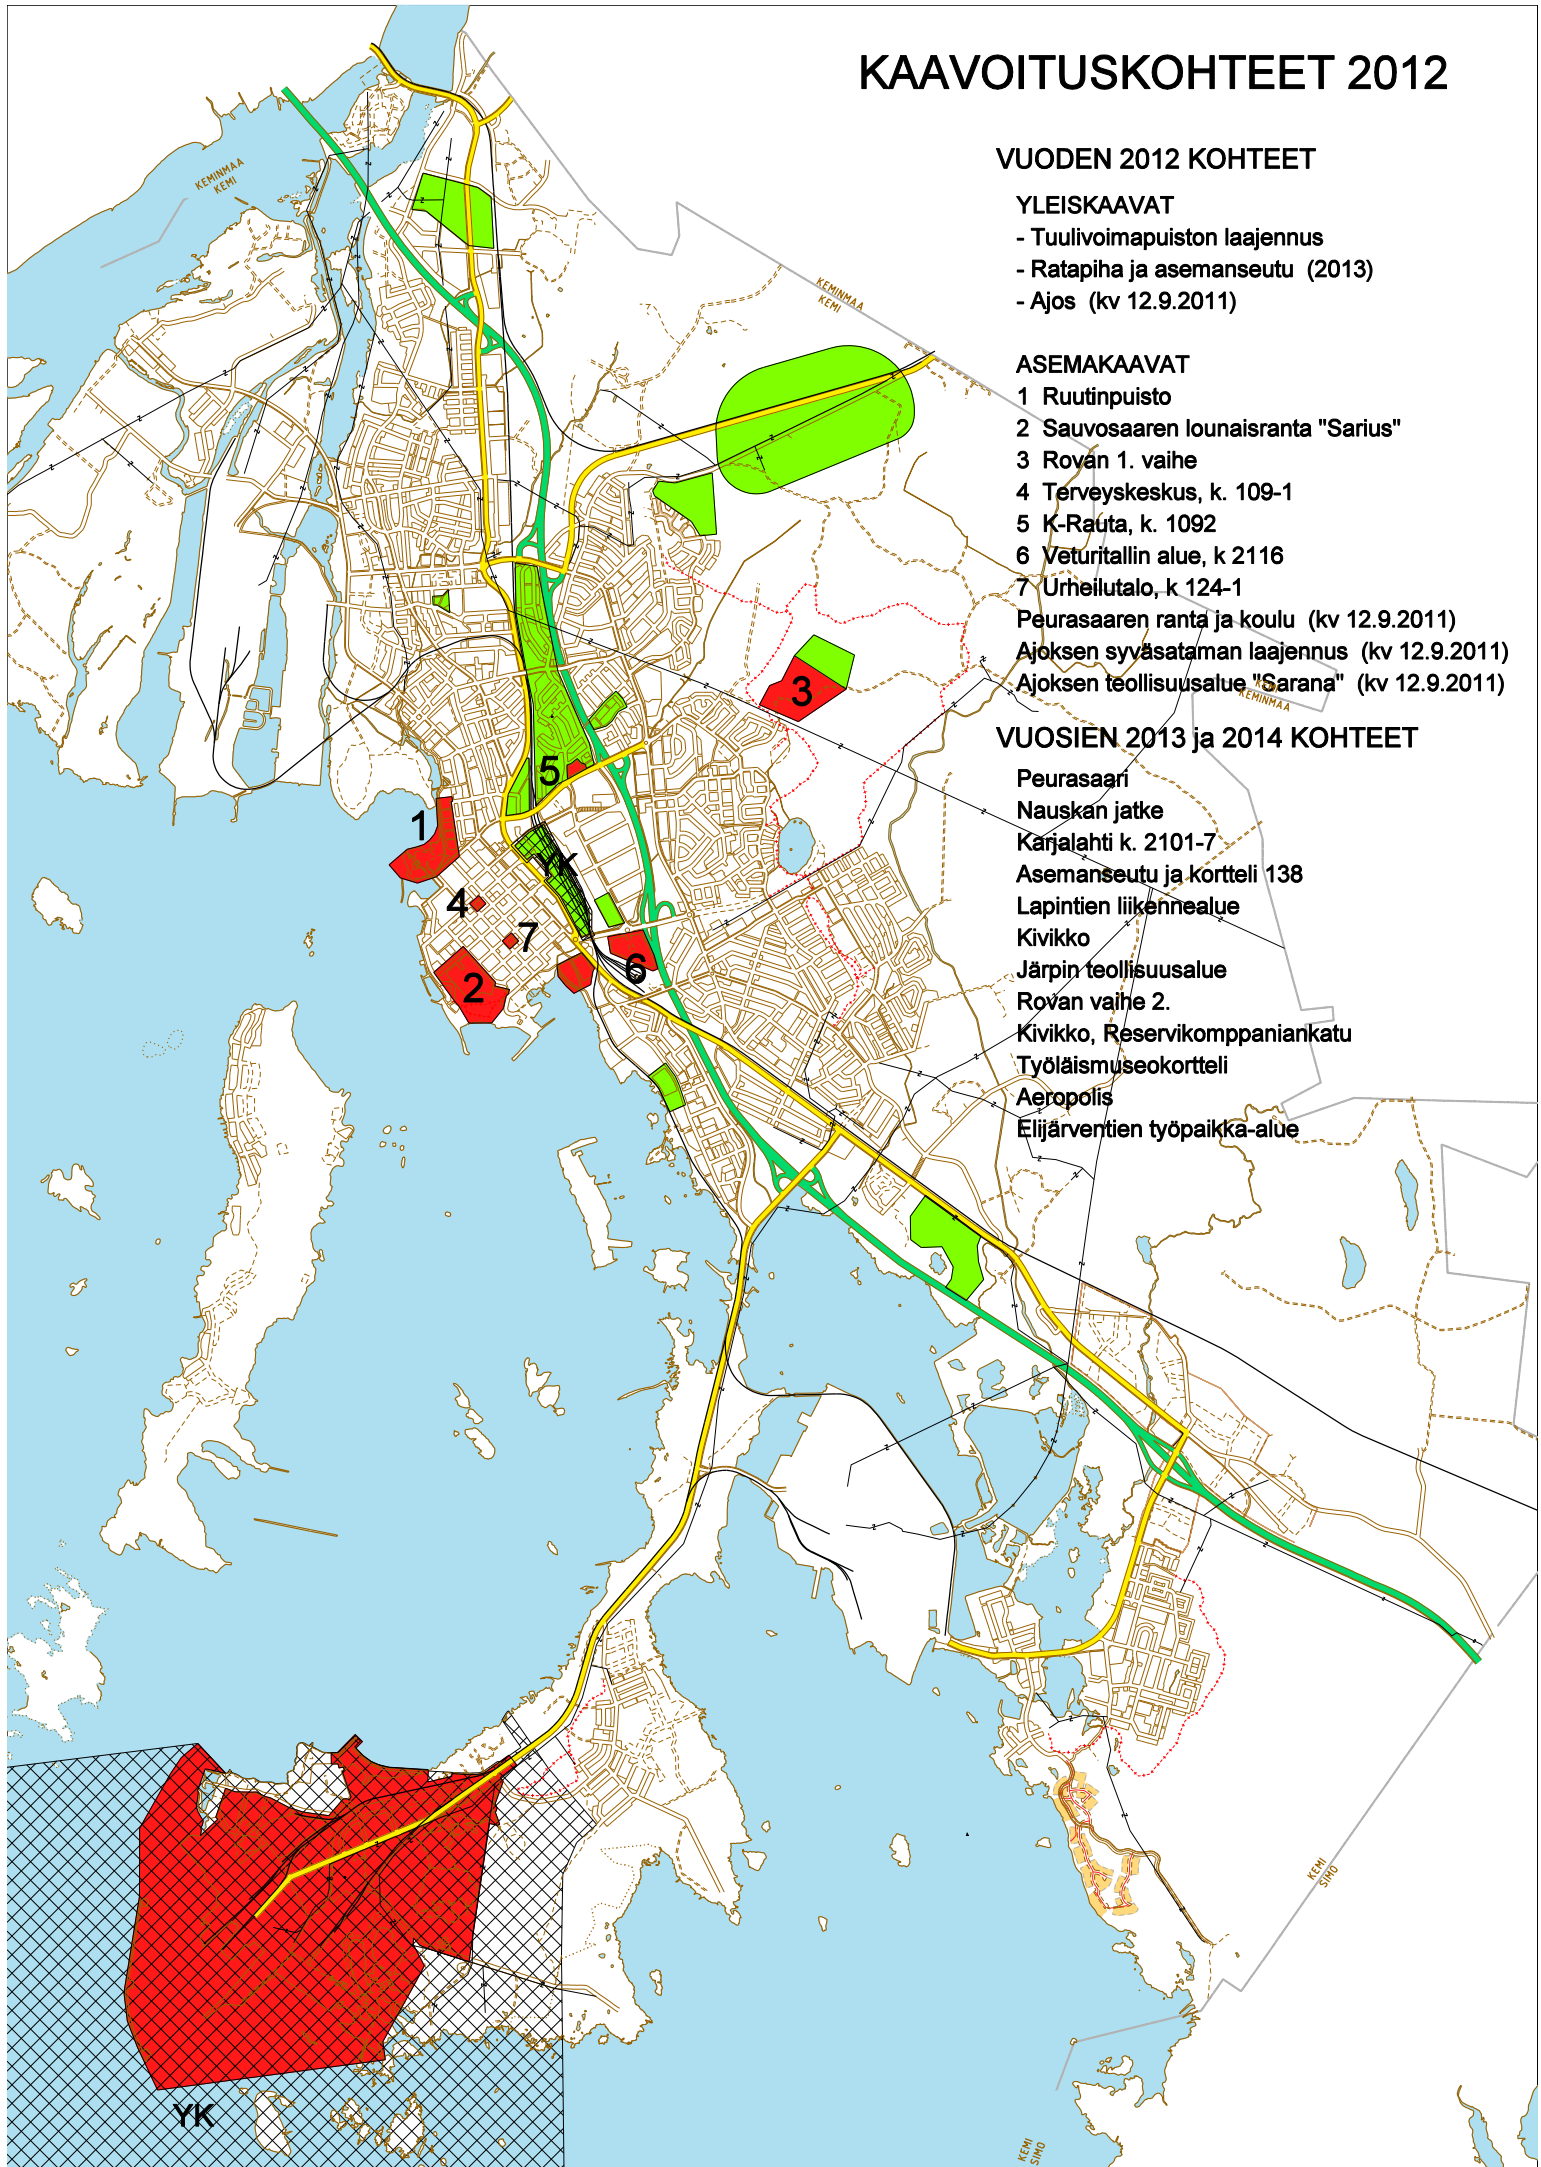 KAAVOITUSKOHTEET 2012
VUODEN 2012 KOHTEET
YLEISKAAVAT
- Tuulivoimapuiston laajennus
- Ratapiha ja asemanseutu (2013)
- Ajos (kv 12.9.2011)
ASEMAKAAVAT
1 Ruutinpuisto
2 Sauvosaaren lounaisranta "Sarius"
3 Rovan 1. vaihe
4 Terveyskeskus, k. 109-1
5 K-Rauta, k. 1092
6 Veturitallin alue, k 2116
7 Urheilutalo, k 124-1
Peurasaaren ranta ja koulu (kv 12.9.2011)
Ajoksen syväsataman laajennus (kv 12.9.2011)
Ajoksen teollisuusalue "Sarana" (kv 12.9.2011)
VUOSIEN 2013 ja 2014 KOHTEET
Peurasaari
Nauskan jatke
Karjalahti k. 2101-7
Asemanseutu ja kortteli 138
Lapintien liikennealue
Kivikko
Järpin teollisuusalue
Rovan vaihe 2.
Kivikko, Reservikomppaniankatu
Työläismuseokortteli
Aeropolis
Elijärventien työpaikka-alue
KEMINMAA
KEMI
KEMINMAA
KEMI
KEMI
KEMINMAA
3
5
1
YK
4
7
6
2
KEMI
SIMO
YK
KEMI
SIMO